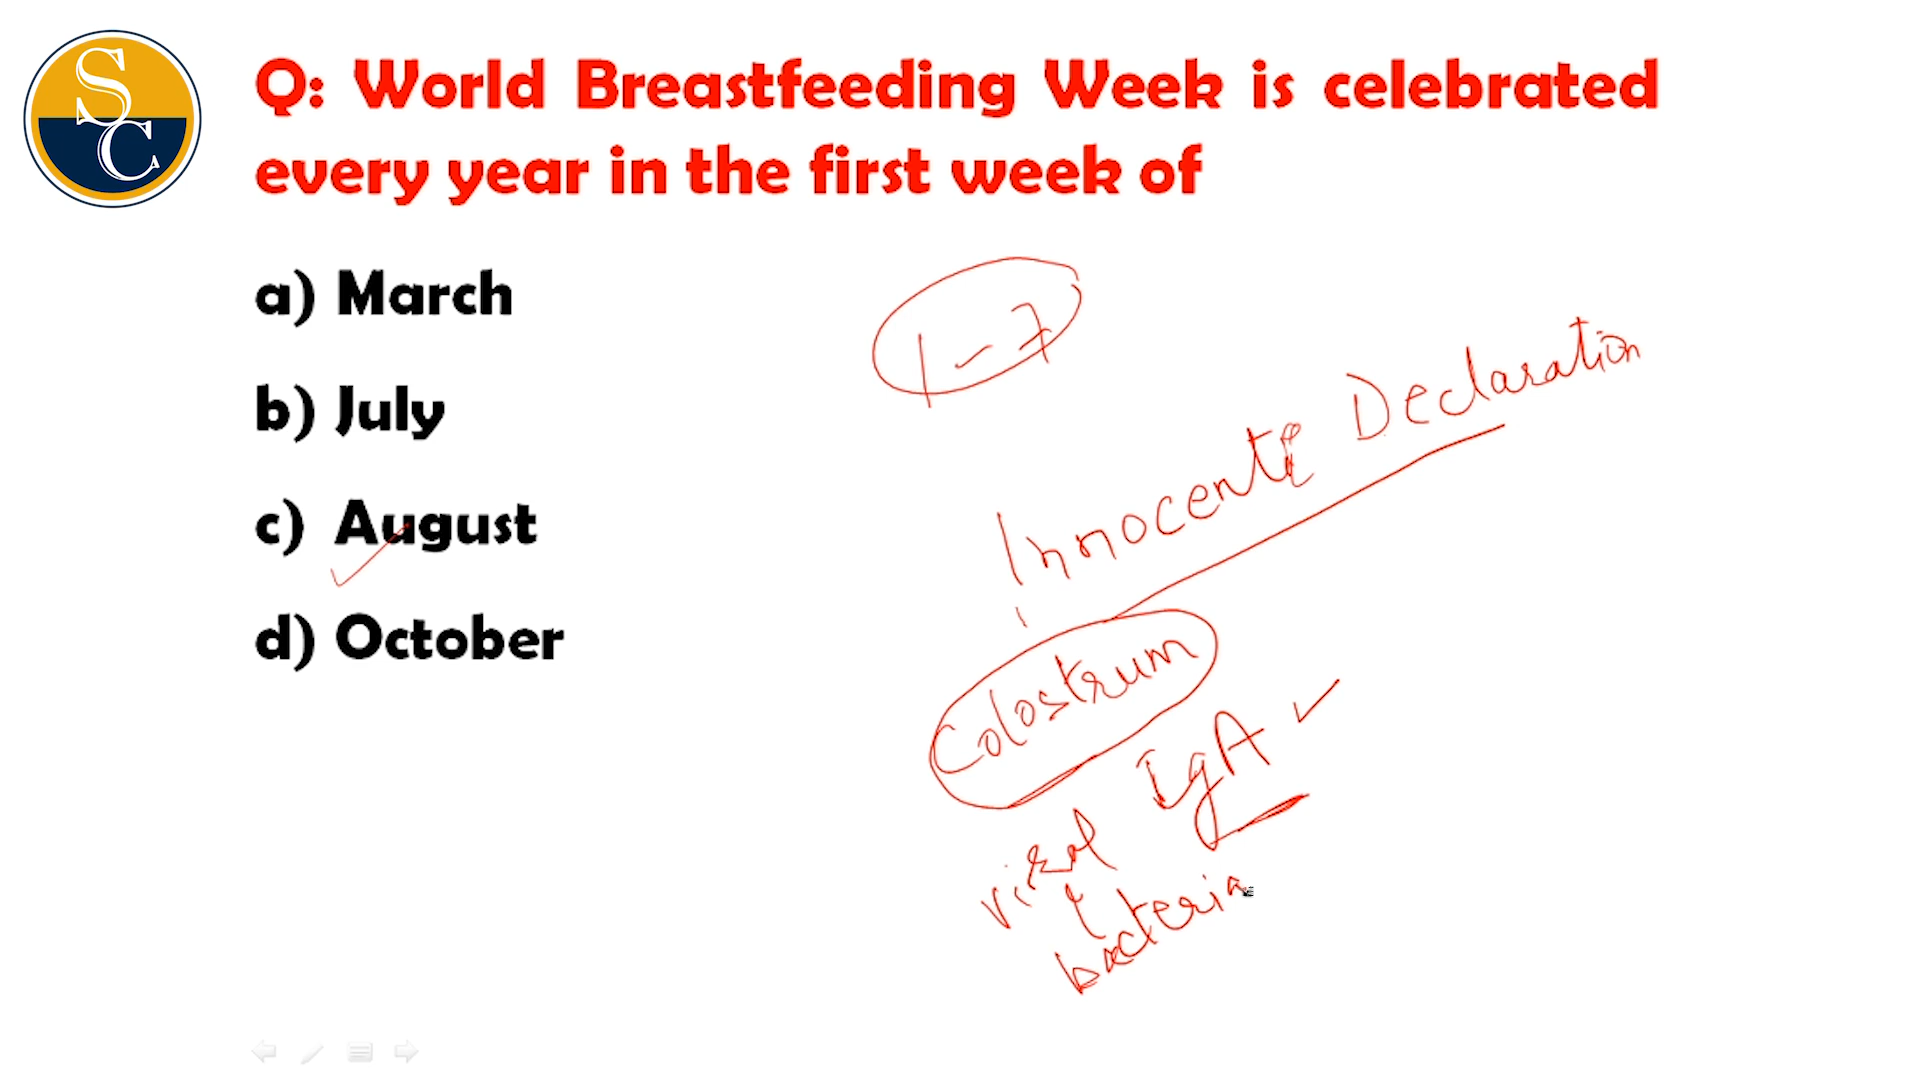 SC
Q: World Breastfeeding Week is celebrated
every year in the first week of
a) March
b) July
c) August
d) October
1-7
Innocenti Declaration
Colostrum
IgA
viral
bacteria